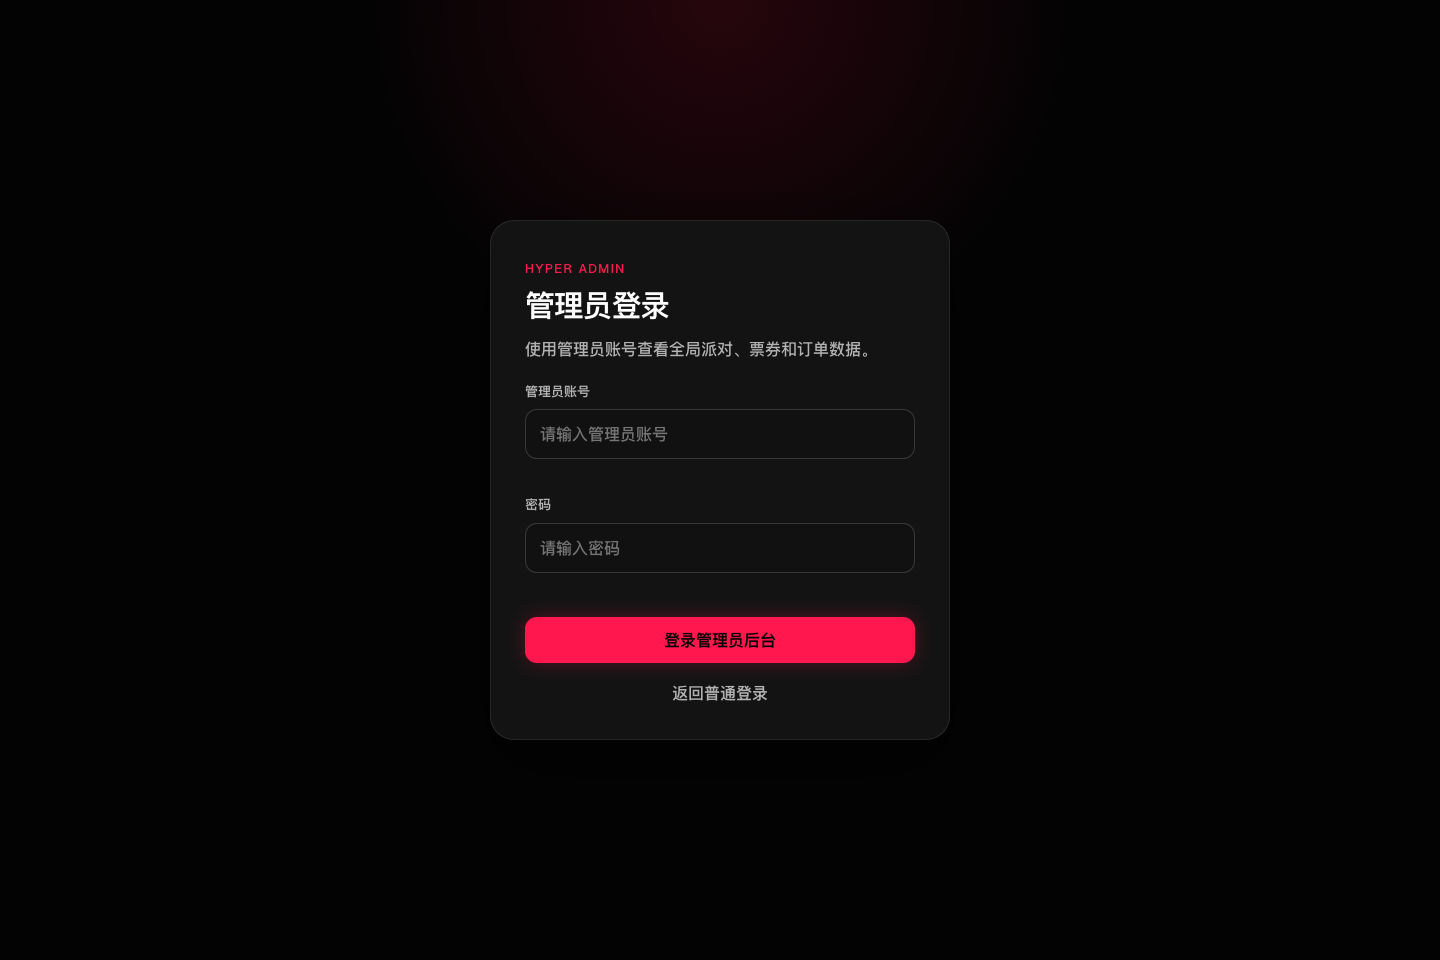 HYPER ADMIN
管理员登录
使用管理员账号查看全局派对、票券和订单数据。
管理员账号
请输入管理员账号
密码
请输入密码
登录管理员后台
返回普通登录